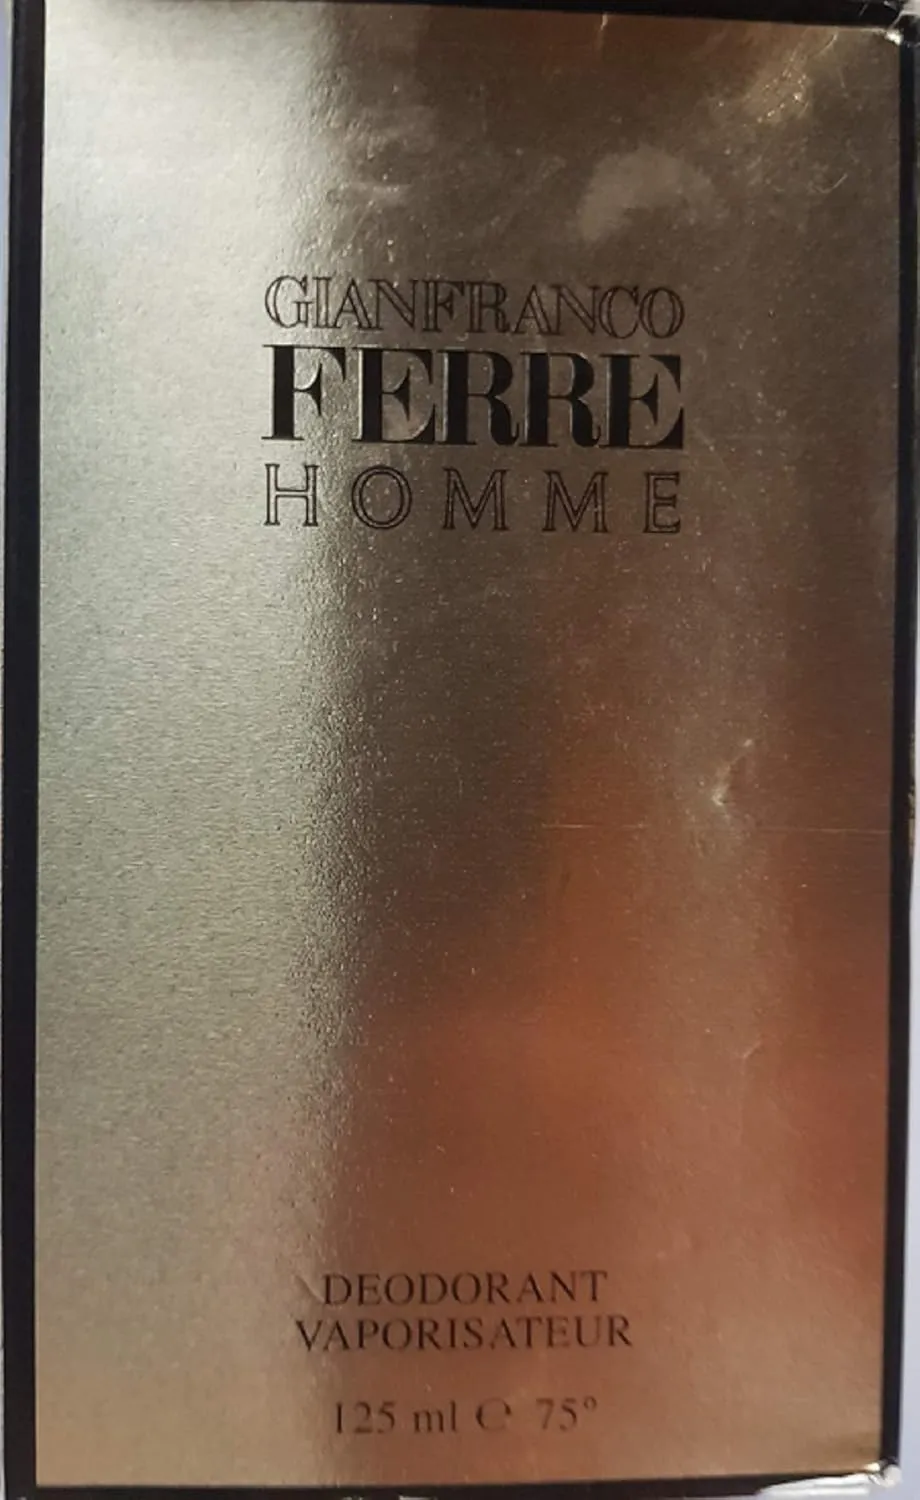 GIANFRANCO
FERRE
HOMME
DEODORANT
VAPORISATEUR
125 ml ℮ 75°